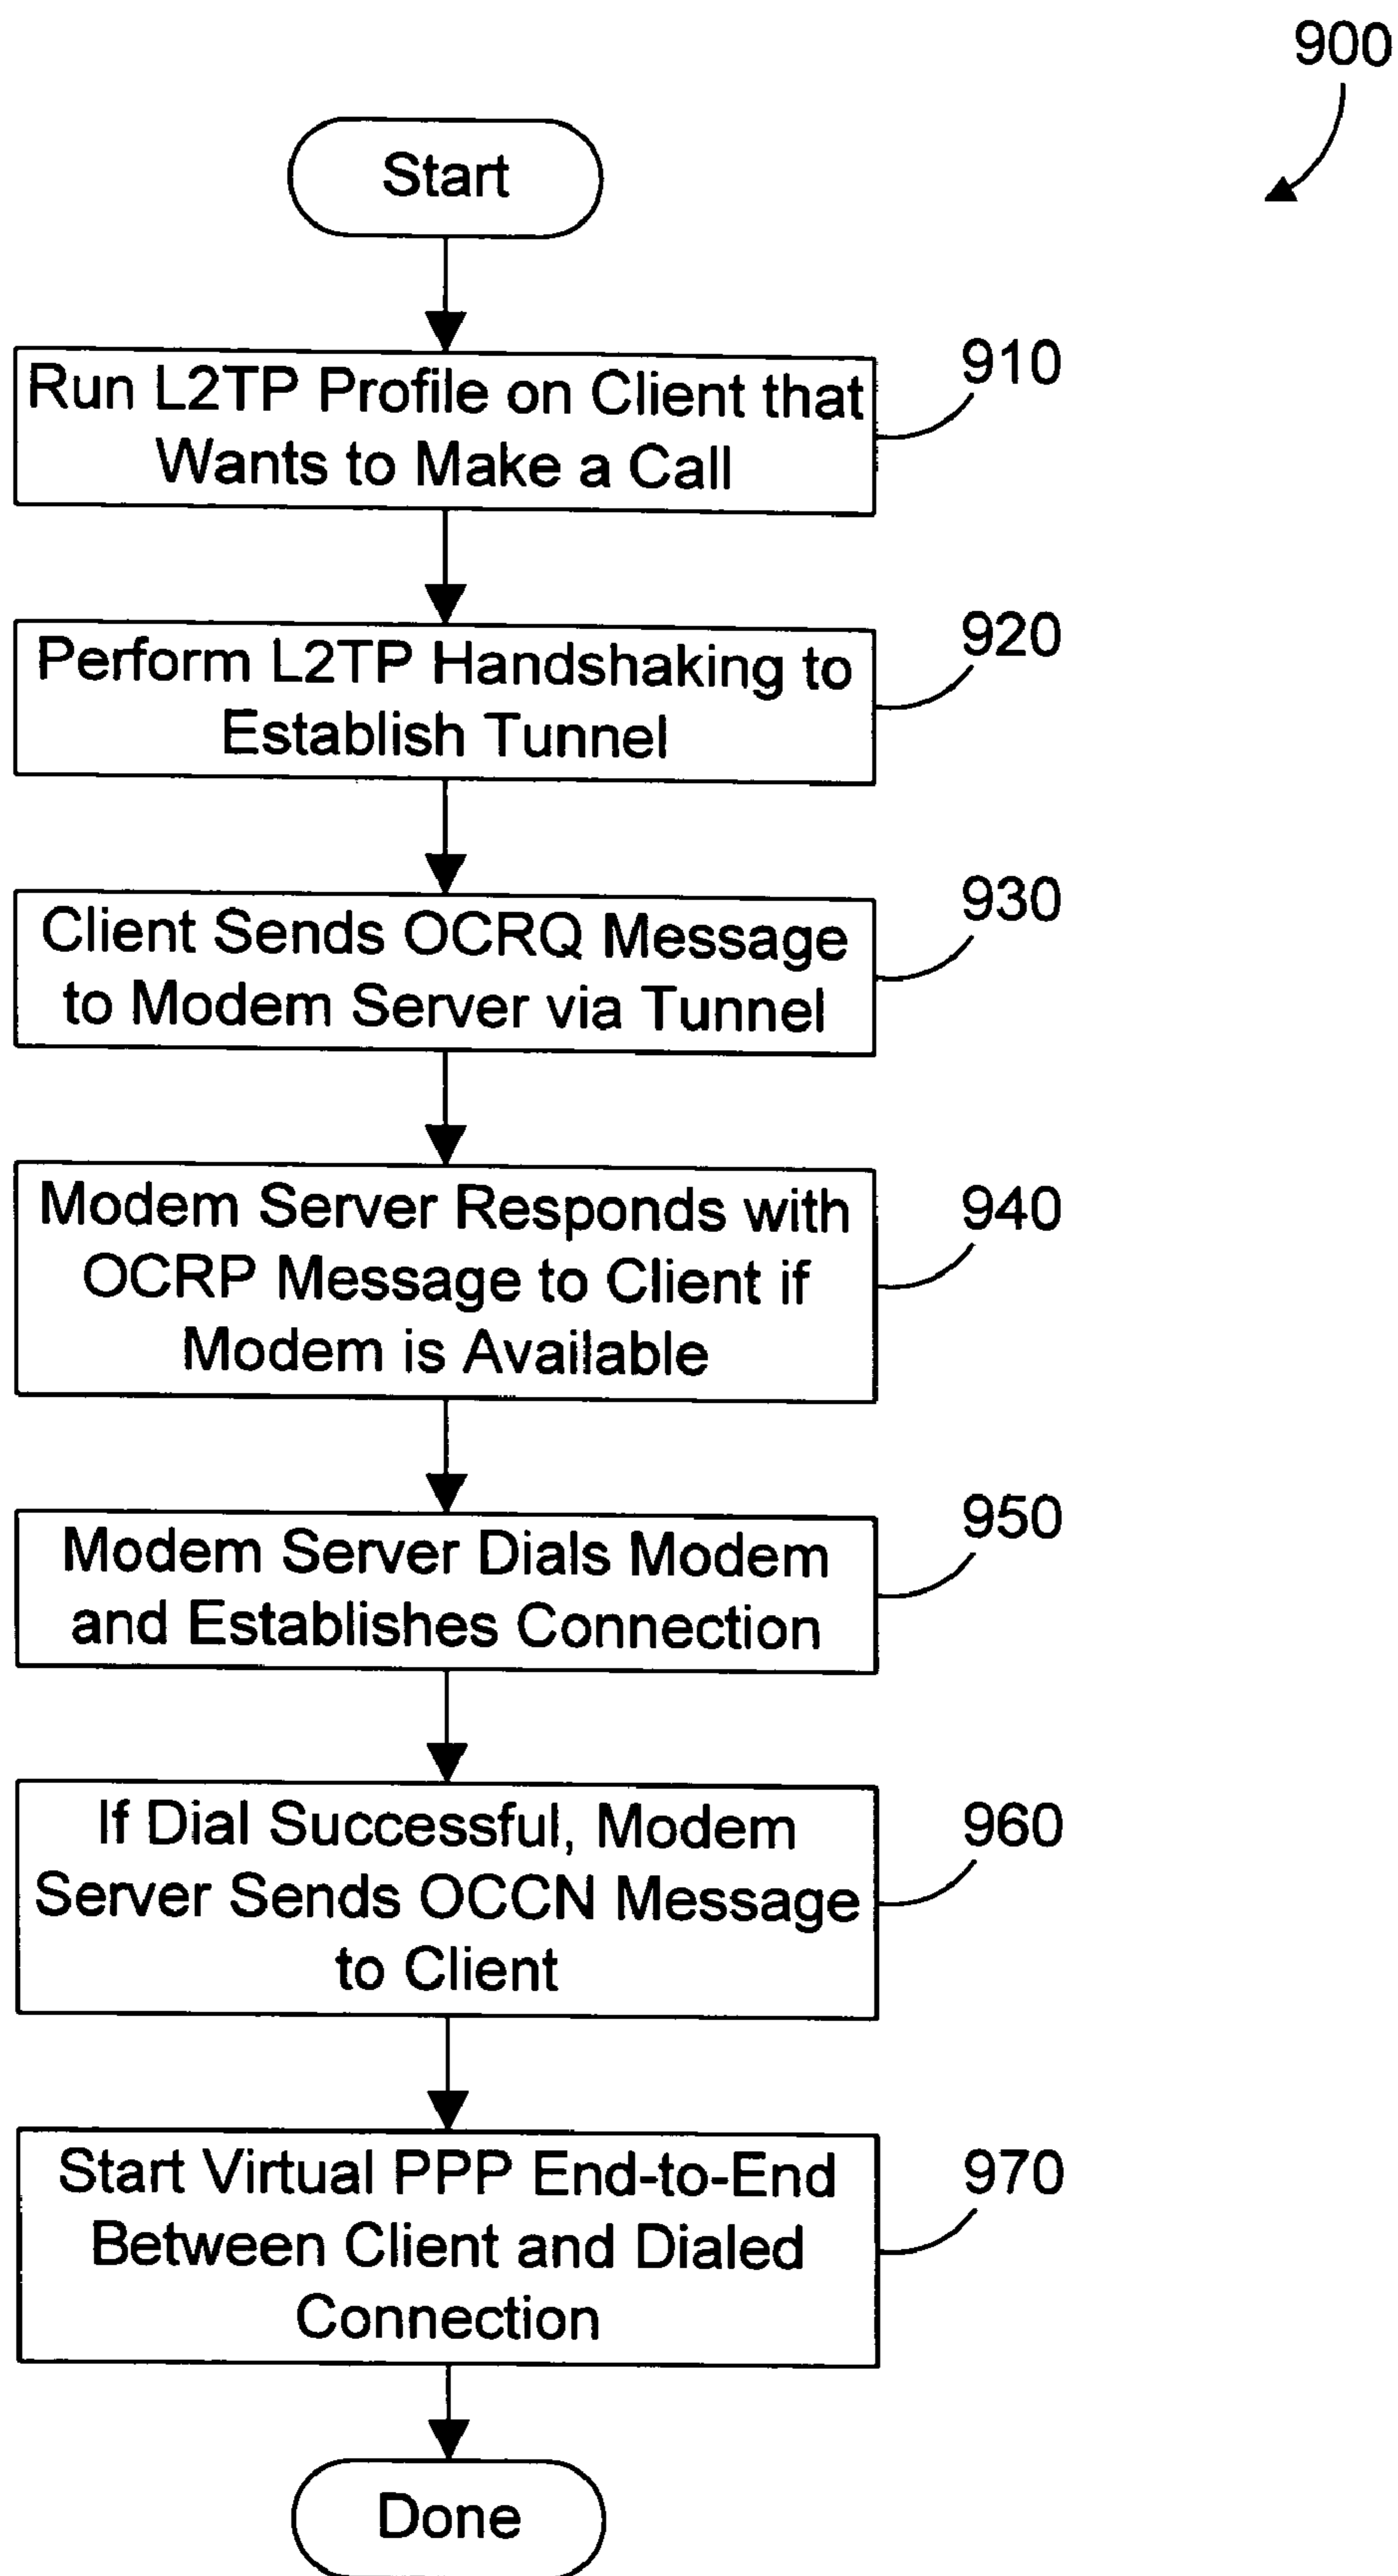 900
Start
Run L2TP Profile on Client that
Wants to Make a Call
910
Perform L2TP Handshaking to
Establish Tunnel
920
Client Sends OCRQ Message
to Modem Server via Tunnel
930
Modem Server Responds with
OCRP Message to Client if
Modem is Available
940
Modem Server Dials Modem
and Establishes Connection
950
If Dial Successful, Modem
Server Sends OCCN Message
to Client
960
Start Virtual PPP End-to-End
Between Client and Dialed
Connection
970
Done